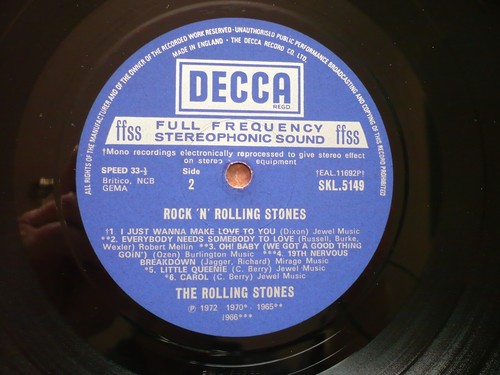 ALL RIGHTS OF THE MANUFACTURER AND OF THE OWNER OF THE RECORDED WORK RESERVED · UNAUTHORISED PUBLIC PERFORMANCE BROADCASTING AND COPYING OF THIS RECORD PROHIBITED
MADE IN ENGLAND · THE DECCA RECORD CO. LTD.
DECCA
REGD
ffss FULL FREQUENCY STEREOPHONIC SOUND ffss
†Mono recordings electronically reprocessed to give stereo effect
on stereo equipment
SPEED 33-⅓ Side †EAL.11692P†
Britico, NCB 2 SKL.5149
GEMA
ROCK 'N' ROLLING STONES
†1. I JUST WANNA MAKE LOVE TO YOU (Dixon) Jewel Music
**2. EVERYBODY NEEDS SOMEBODY TO LOVE (Russell, Burke,
Wexler) Robert Mellin **3. OH! BABY (WE GOT A GOOD THING
GOIN') (Ozen) Burlington Music ***4. 19TH NERVOUS
BREAKDOWN (Jagger, Richard) Mirage Music
*5. LITTLE QUEENIE (C. Berry) Jewel Music
*6. CAROL (C. Berry) Jewel Music
THE ROLLING STONES
℗ 1972 1970* 1965**
1966***